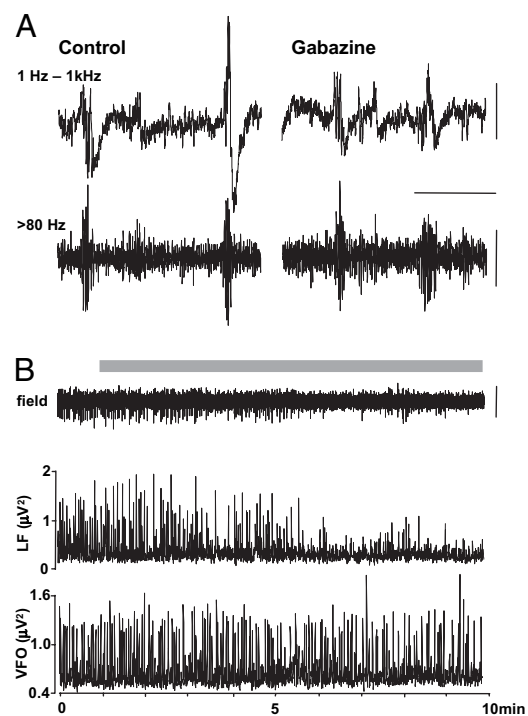 A
Control
Gabazine
1 Hz – 1kHz
>80 Hz
B
field
2
1
0
LF (µV²)
1.6
1.0
0.4
VFO (µV²)
0 5 10min